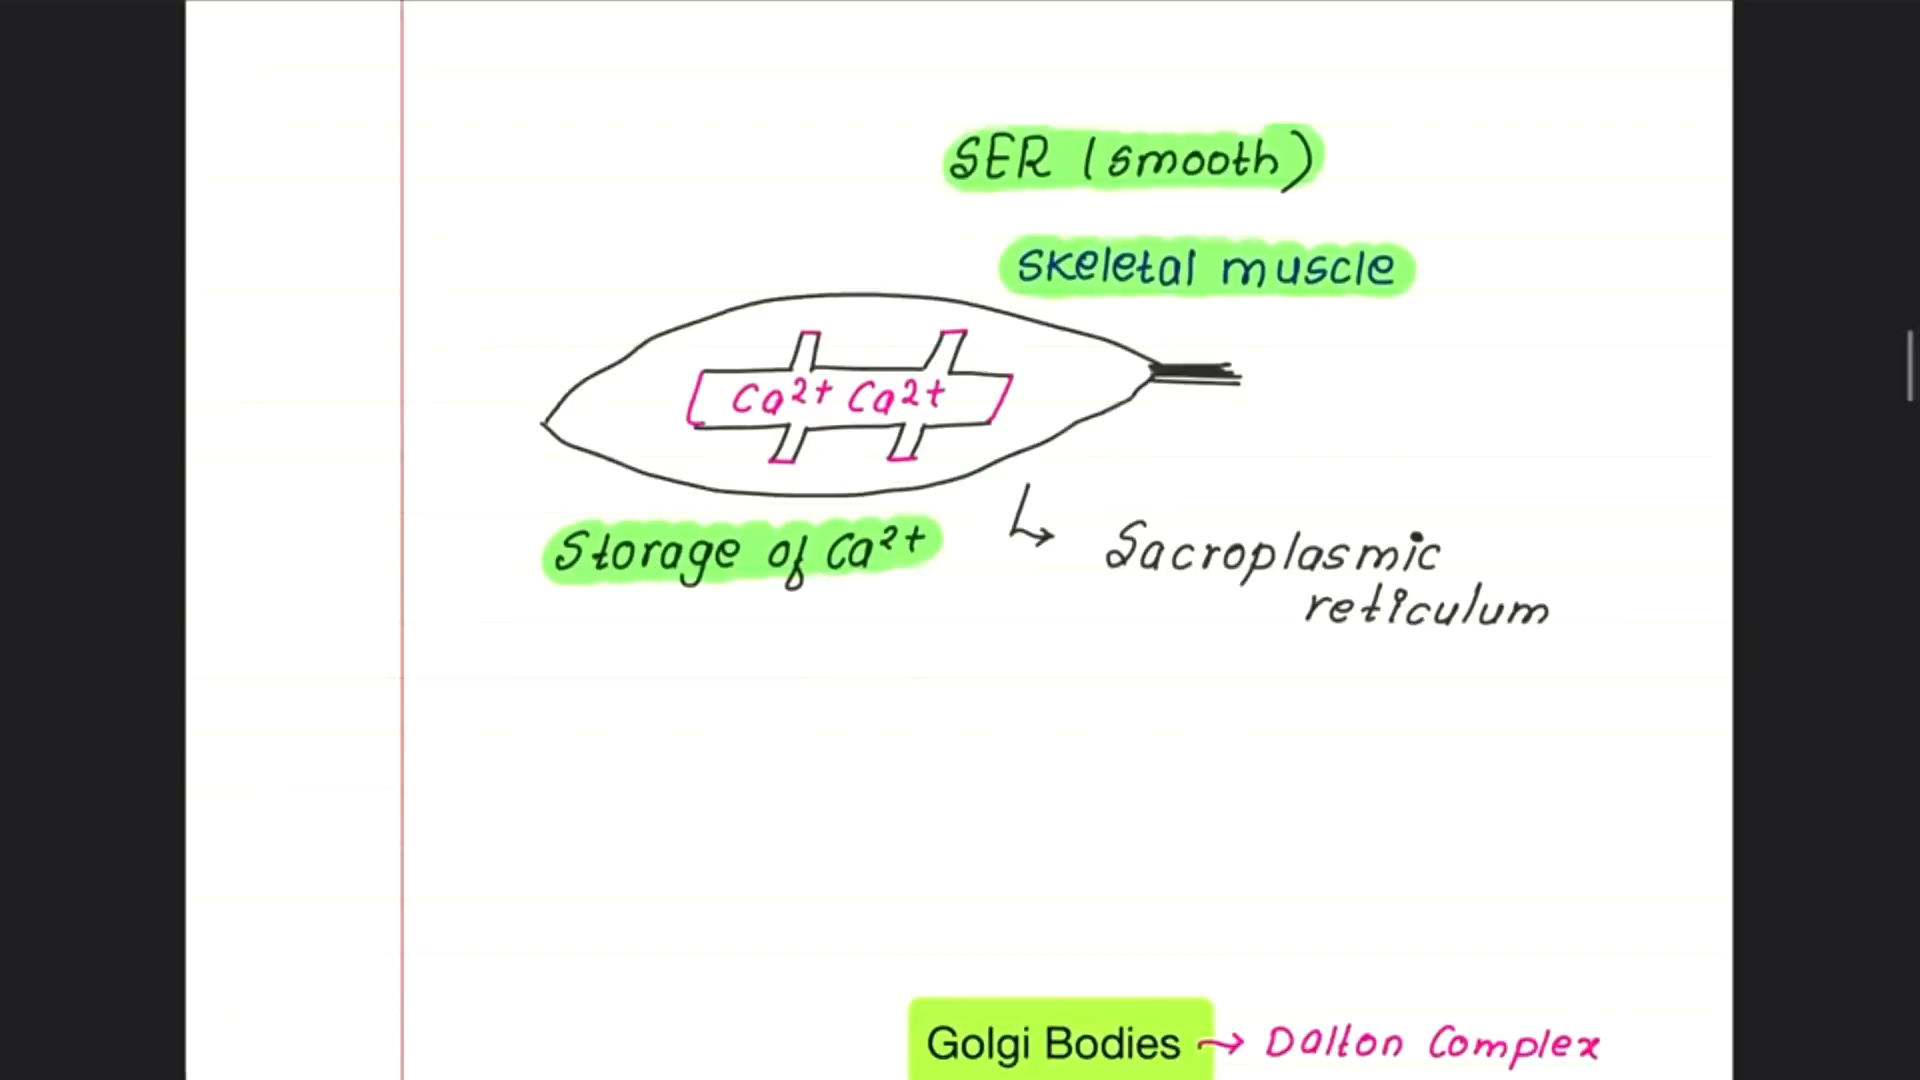 SER (smooth)
skeletal muscle
Ca²⁺ Ca²⁺
Storage of Ca²⁺
↳ Sacroplasmic
reticulum
Golgi Bodies → Dalton Complex